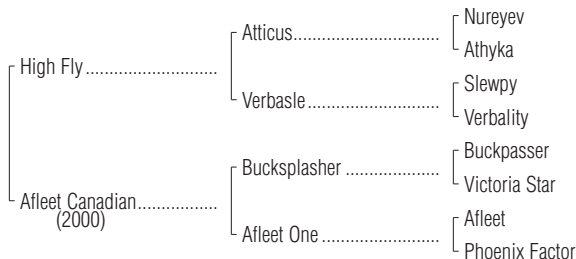 Nureyev
Atticus........................................
Athyka
High Fly ...................................
Slewpy
Verbasle ....................................
Verbality
Buckpasser
Bucksplasher .........................
Victoria Star
Afleet Canadian.....................
(2000)
Afleet
Afleet One ................................
Phoenix Factor